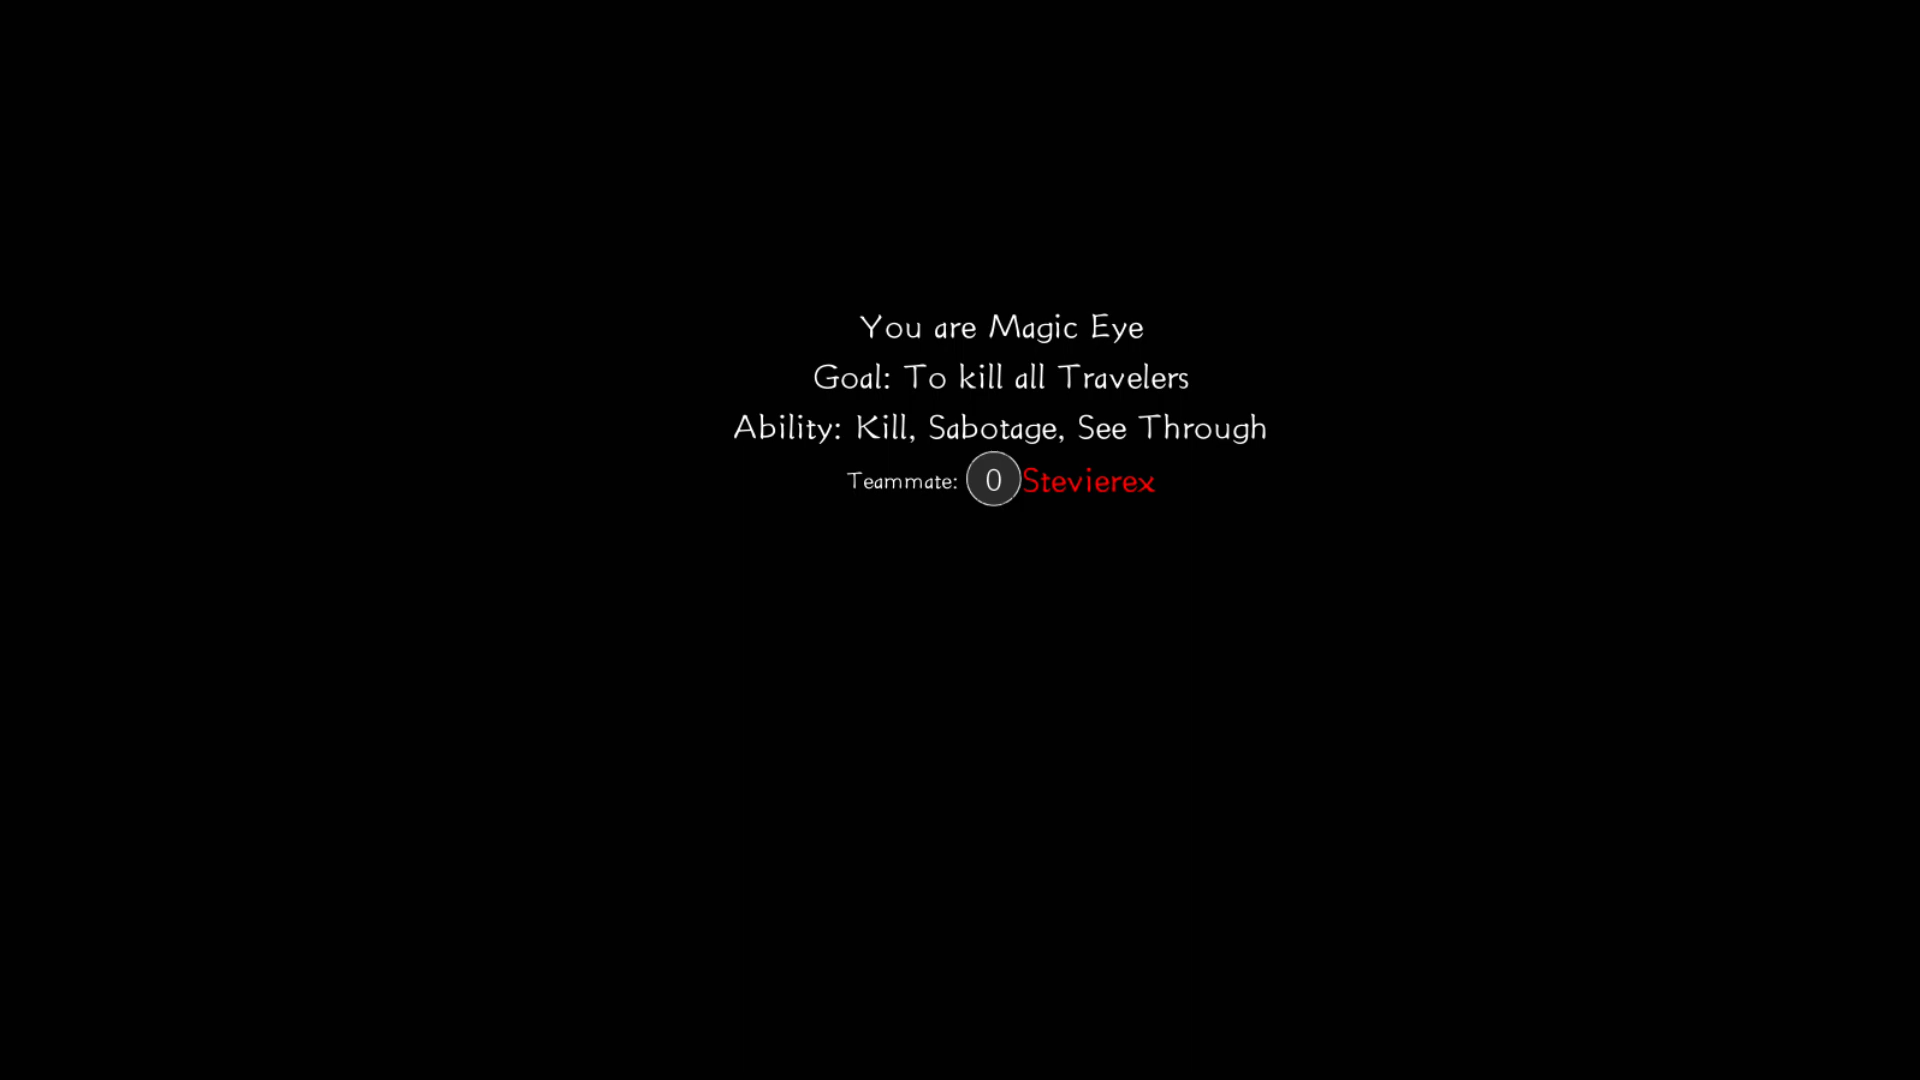 You are Magic Eye
Goal: To kill all Travelers
Ability: Kill, Sabotage, See Through
Teammate: 0 Stevierex